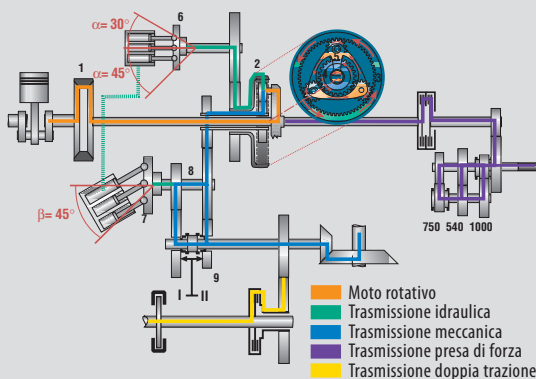 α= 30°
6
α= 45°
1
2
5
8
β= 45°
7
9
I II
750 540 1000
Moto rotativo
Trasmissione idraulica
Trasmissione meccanica
Trasmissione presa di forza
Trasmissione doppia trazione